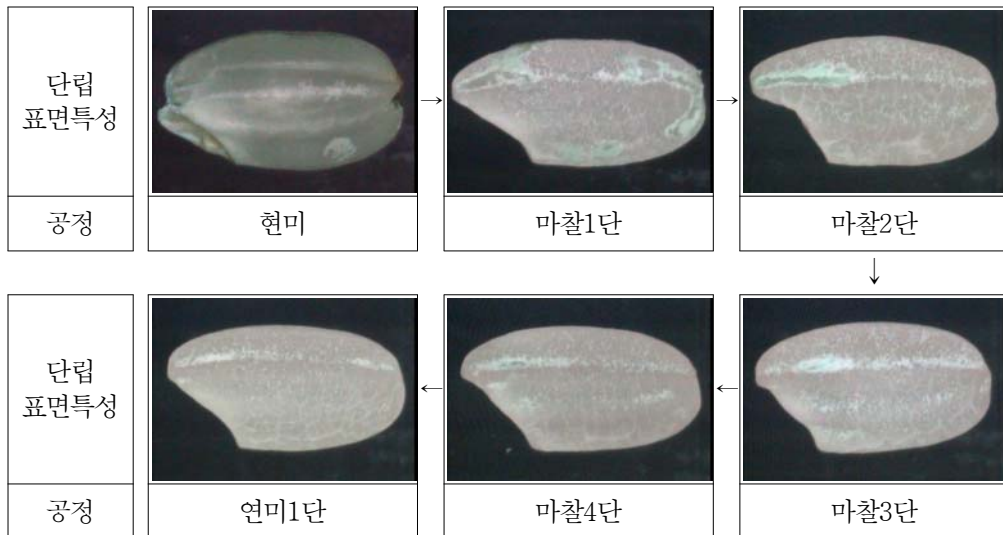 단립
표면특성
→
→
공정
현미
마찰1단
마찰2단
↓
단립
표면특성
←
←
공정
연미1단
마찰4단
마찰3단